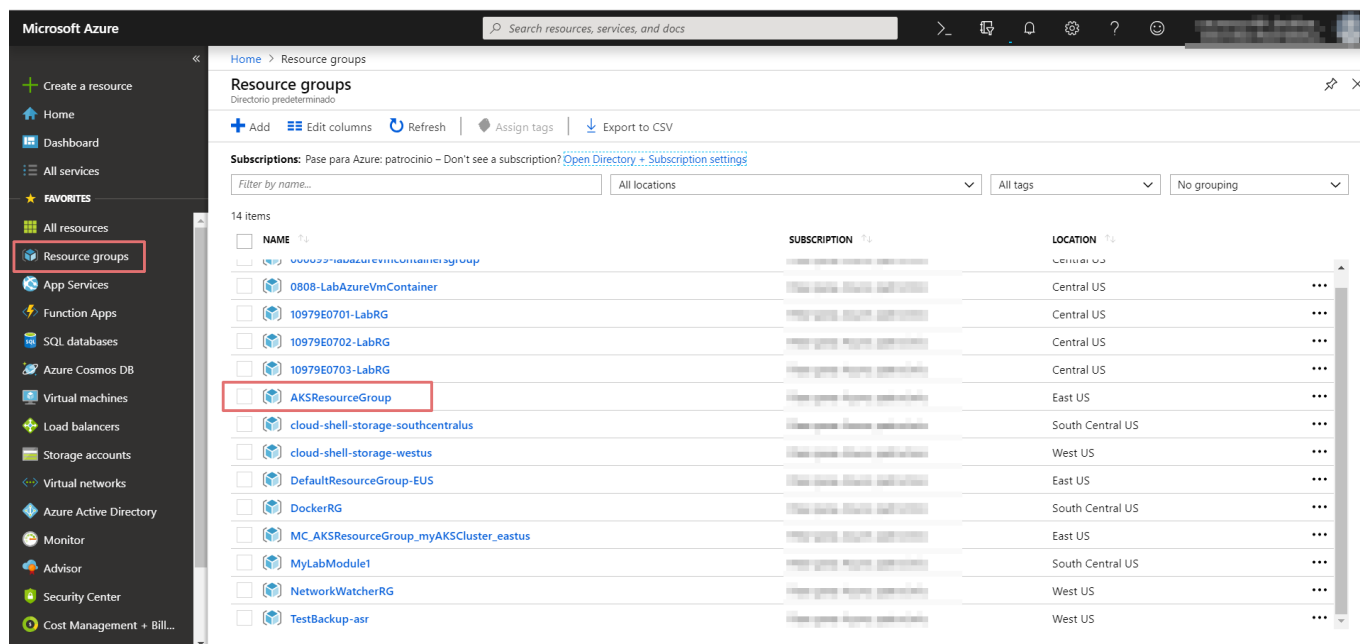 Microsoft Azure
Search resources, services, and docs
Create a resource
Home
Dashboard
All services
FAVORITES
All resources
Resource groups
App Services
Function Apps
SQL databases
Azure Cosmos DB
Virtual machines
Load balancers
Storage accounts
Virtual networks
Azure Active Directory
Monitor
Advisor
Security Center
Cost Management + Bill...
Home > Resource groups
Resource groups
Directorio predeterminado
Add Edit columns Refresh Assign tags Export to CSV
Subscriptions: Pase para Azure: patrocinio – Don't see a subscription? Open Directory + Subscription settings
Filter by name... All locations All tags No grouping
14 items
NAME SUBSCRIPTION LOCATION
Central US
0808-LabAzureVmContainer Central US
10979E0701-LabRG Central US
10979E0702-LabRG Central US
10979E0703-LabRG Central US
AKSResourceGroup East US
cloud-shell-storage-southcentralus South Central US
cloud-shell-storage-westus West US
DefaultResourceGroup-EUS East US
DockerRG South Central US
MC_AKSResourceGroup_myAKSCluster_eastus East US
MyLabModule1 South Central US
NetworkWatcherRG West US
TestBackup-asr West US